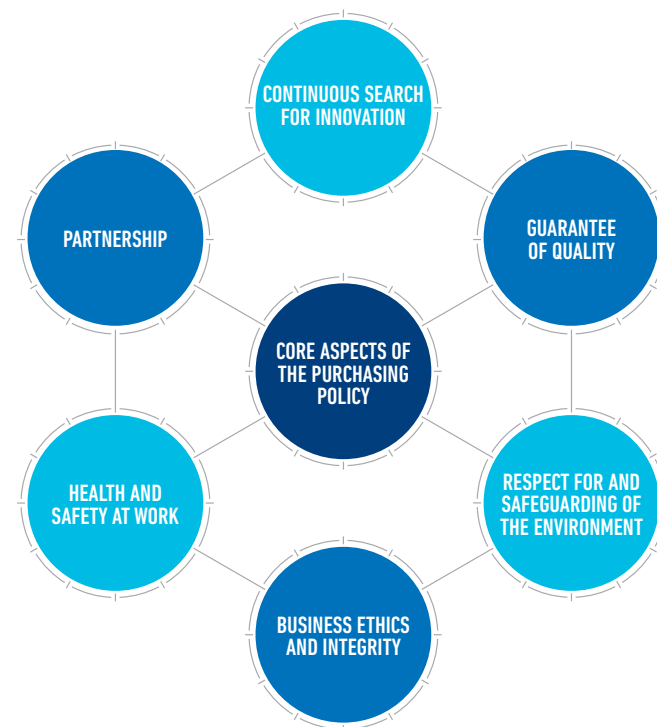 CONTINUOUS SEARCH
FOR INNOVATION
PARTNERSHIP
GUARANTEE
OF QUALITY
CORE ASPECTS OF
THE PURCHASING
POLICY
HEALTH AND
SAFETY AT WORK
RESPECT FOR AND
SAFEGUARDING OF
THE ENVIRONMENT
BUSINESS ETHICS
AND INTEGRITY